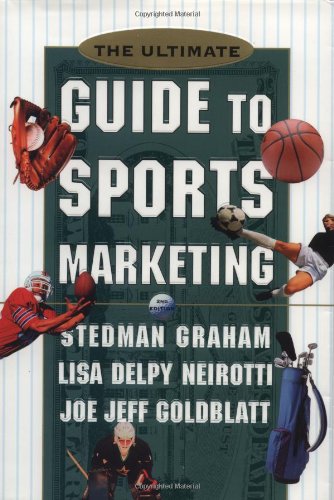 THE ULTIMATE
GUIDE TO
SPORTS
MARKETING
2ND EDITION
STEDMAN GRAHAM
LISA DELPY NEIROTTI
JOE JEFF GOLDBLATT